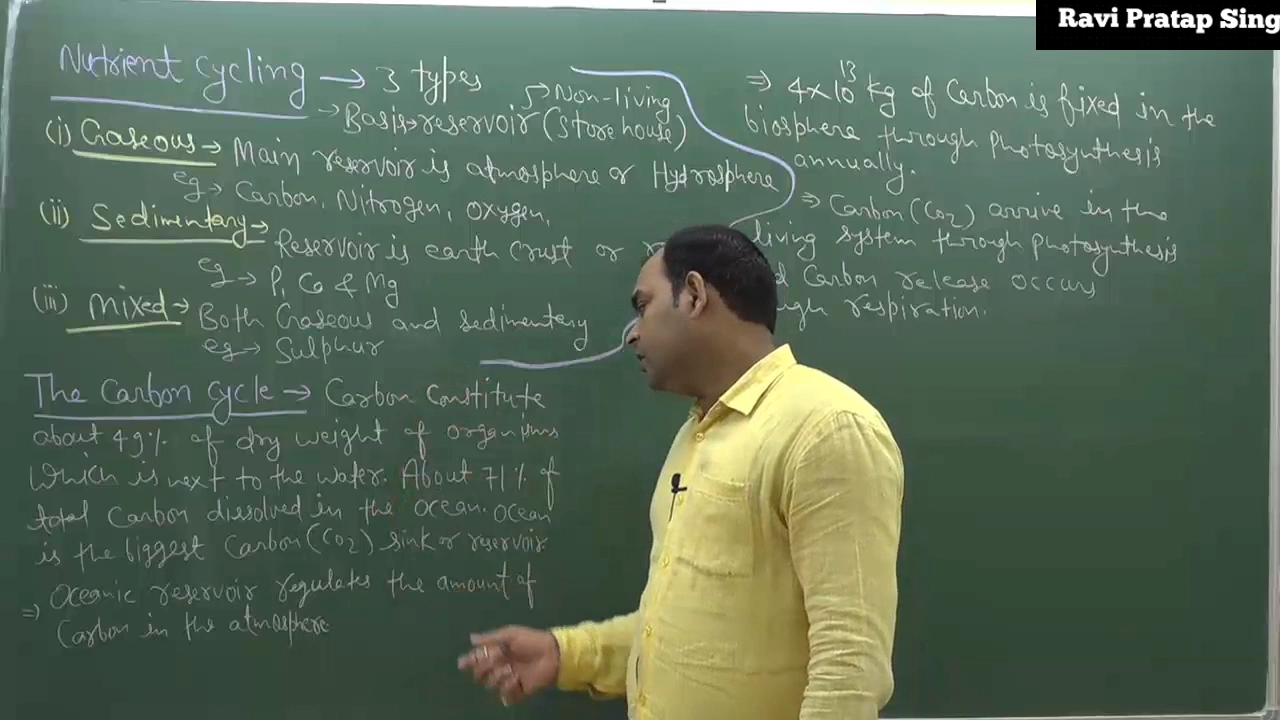 Ravi Pratap Sing
Nutrient cycling → 3 types
→ Basis → reservoir (Store house)
→ Non-living
(i) Gaseous → Main reservoir is atmosphere or Hydrosphere
eg → Carbon, Nitrogen, Oxygen,
(ii) Sedimentary →
Reservoir is earth crust or
eg → P, Ca & Mg
(iii) Mixed → Both Gaseous and sedimentary
eg → Sulphur
The Carbon cycle → Carbon constitute
about 49% of dry weight of organisms
Which is next to the water. About 71% of
total Carbon dissolved in the ocean. Ocean
is the biggest Carbon (CO2) sink or reservoir.
⇒ Oceanic reservoir regulates the amount of
Carbon in the atmosphere
⇒ 4×10¹³ kg of Carbon is fixed in the
biosphere through Photosynthesis
annually.
⇒ Carbon (CO2) arrive in the
living system through photosynthesis
Carbon release occurs
respiration.